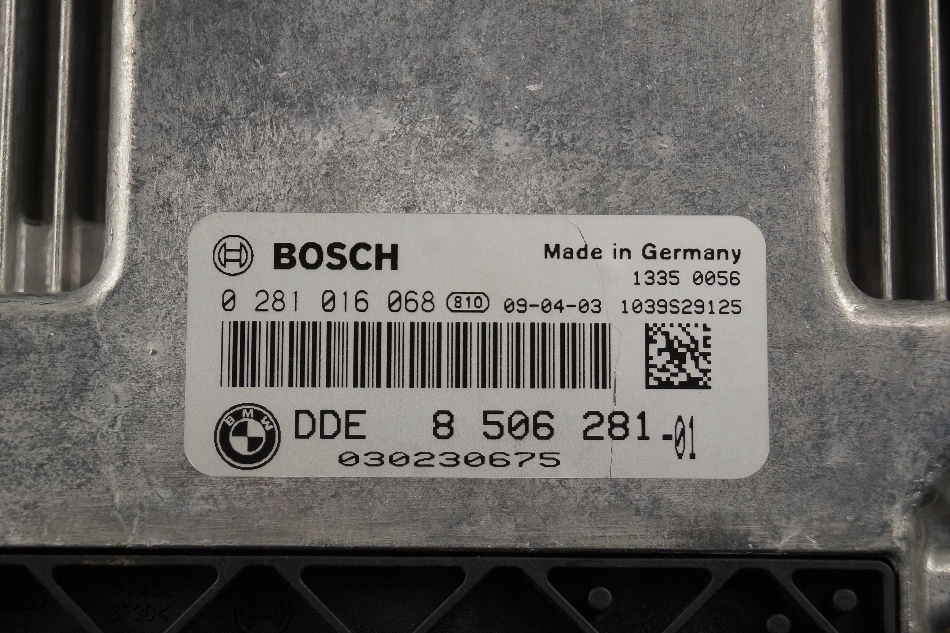 BOSCH
Made in Germany
1335 0056
0 281 016 068 810 09-04-03 1039S29125
BMW
DDE 8 506 281-01
030230675